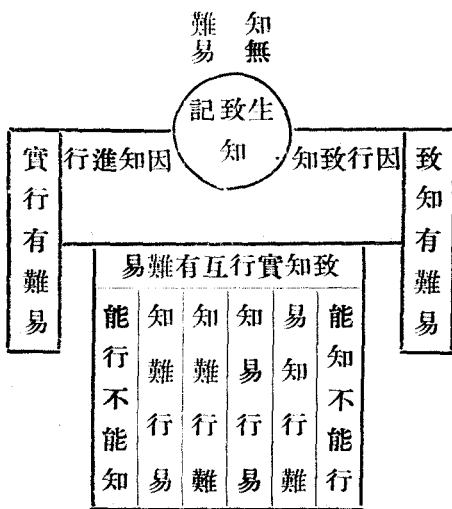 知無
難易
生致記
知
致知有難易
因行致知
因知進行
實行有難易
致知實行互有難易
能知不能行
易知行難
知易行易
知難行難
知難行易
能行不能知